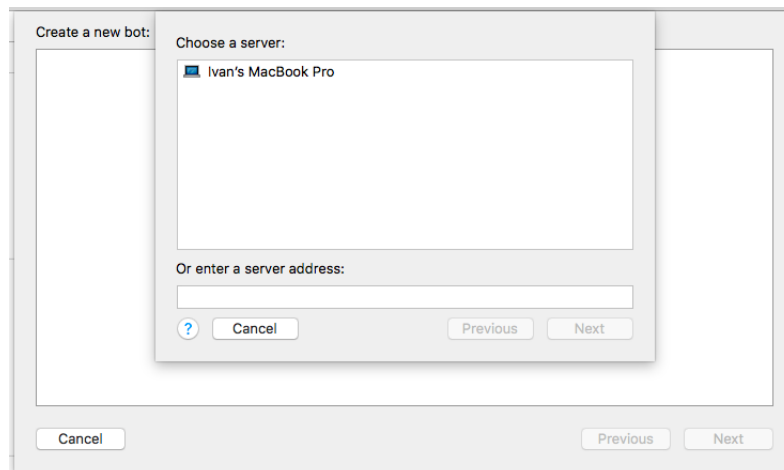 Create a new bot:
Choose a server:
Ivan's MacBook Pro
Or enter a server address:
?
Cancel
Previous
Next
Cancel
Previous
Next